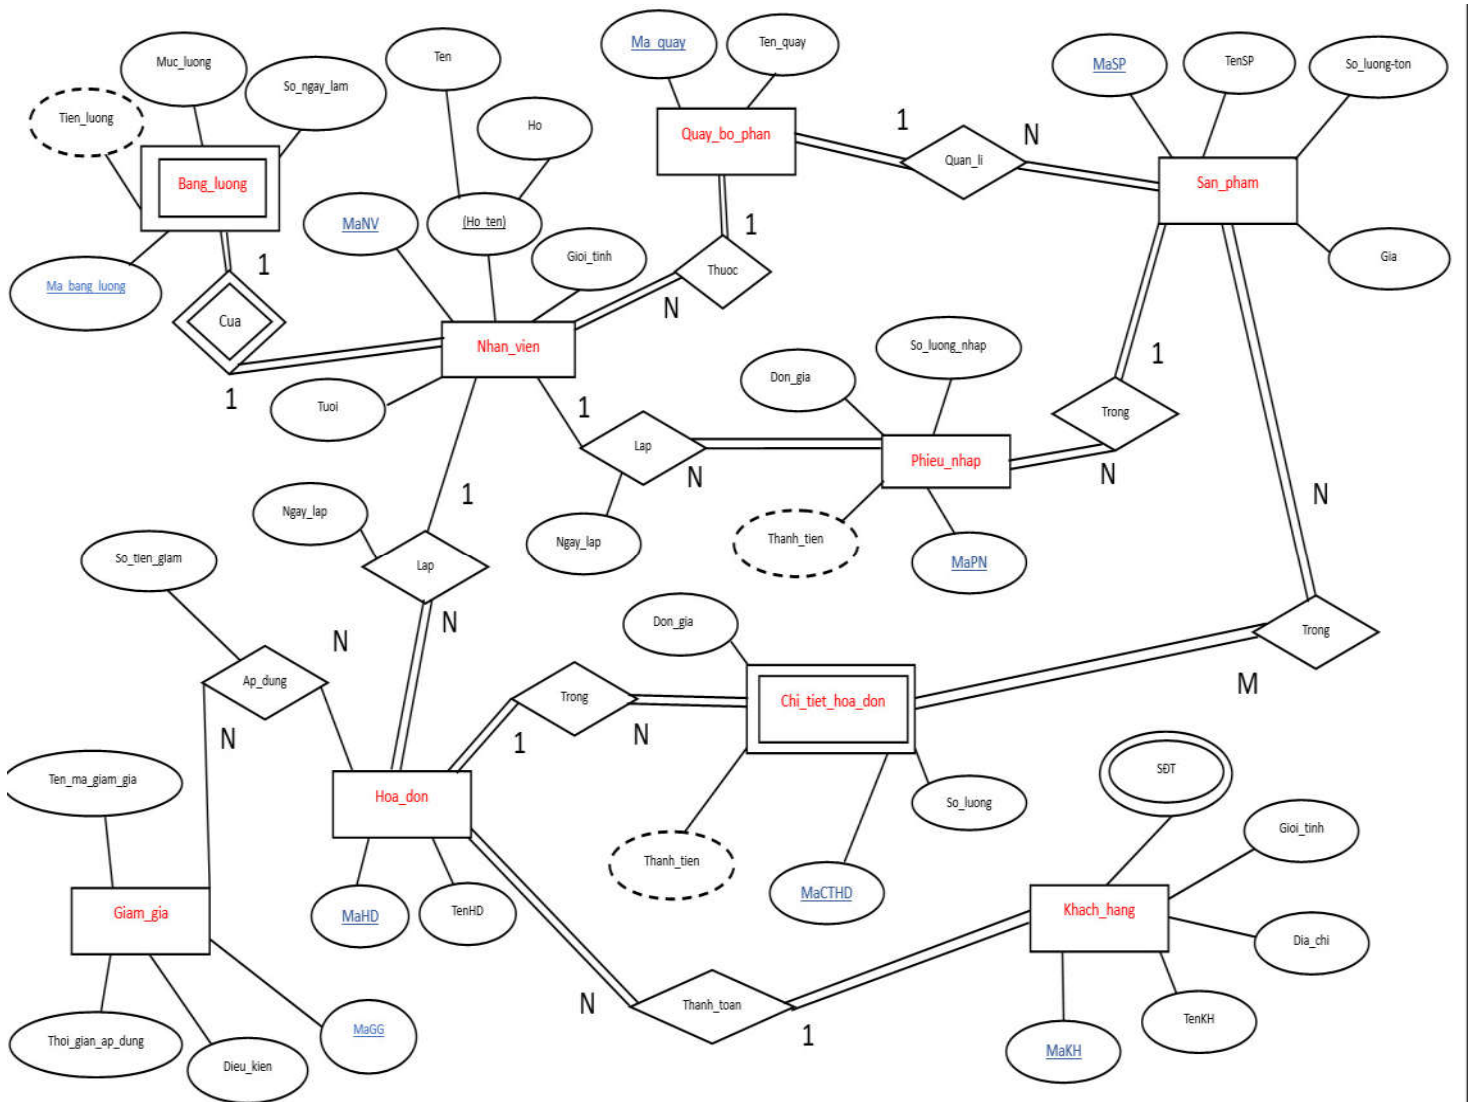 Ma_quay
Ten_quay
Muc_luong
Ten
MaSP
TenSP
So_luong-ton
So_ngay_lam
Tien_luong
Ho
Quay_bo_phan
1
N
Quan_li
Bang_luong
San_pham
MaNV
(Ho_ten)
1
Gioi_tinh
Gia
1
Thuoc
Ma_bang_luong
N
Cua
Nhan_vien
So_luong_nhap
1
Don_gia
1
Tuoi
1
Trong
Lap
Phieu_nhap
N
N
1
N
Ngay_lap
Thanh_tien
Ngay_lap
MaPN
So_tien_giam
Lap
N
Don_gia
Trong
N
Ap_dung
M
Trong
Chi_tiet_hoa_don
N
1
N
SĐT
Ten_ma_giam_gia
Hoa_don
So_luong
Gioi_tinh
Thanh_tien
MaCTHD
Giam_gia
MaHD
TenHD
Khach_hang
Dia_chi
N
Thanh_toan
1
TenKH
MaGG
Thoi_gian_ap_dung
MaKH
Dieu_kien